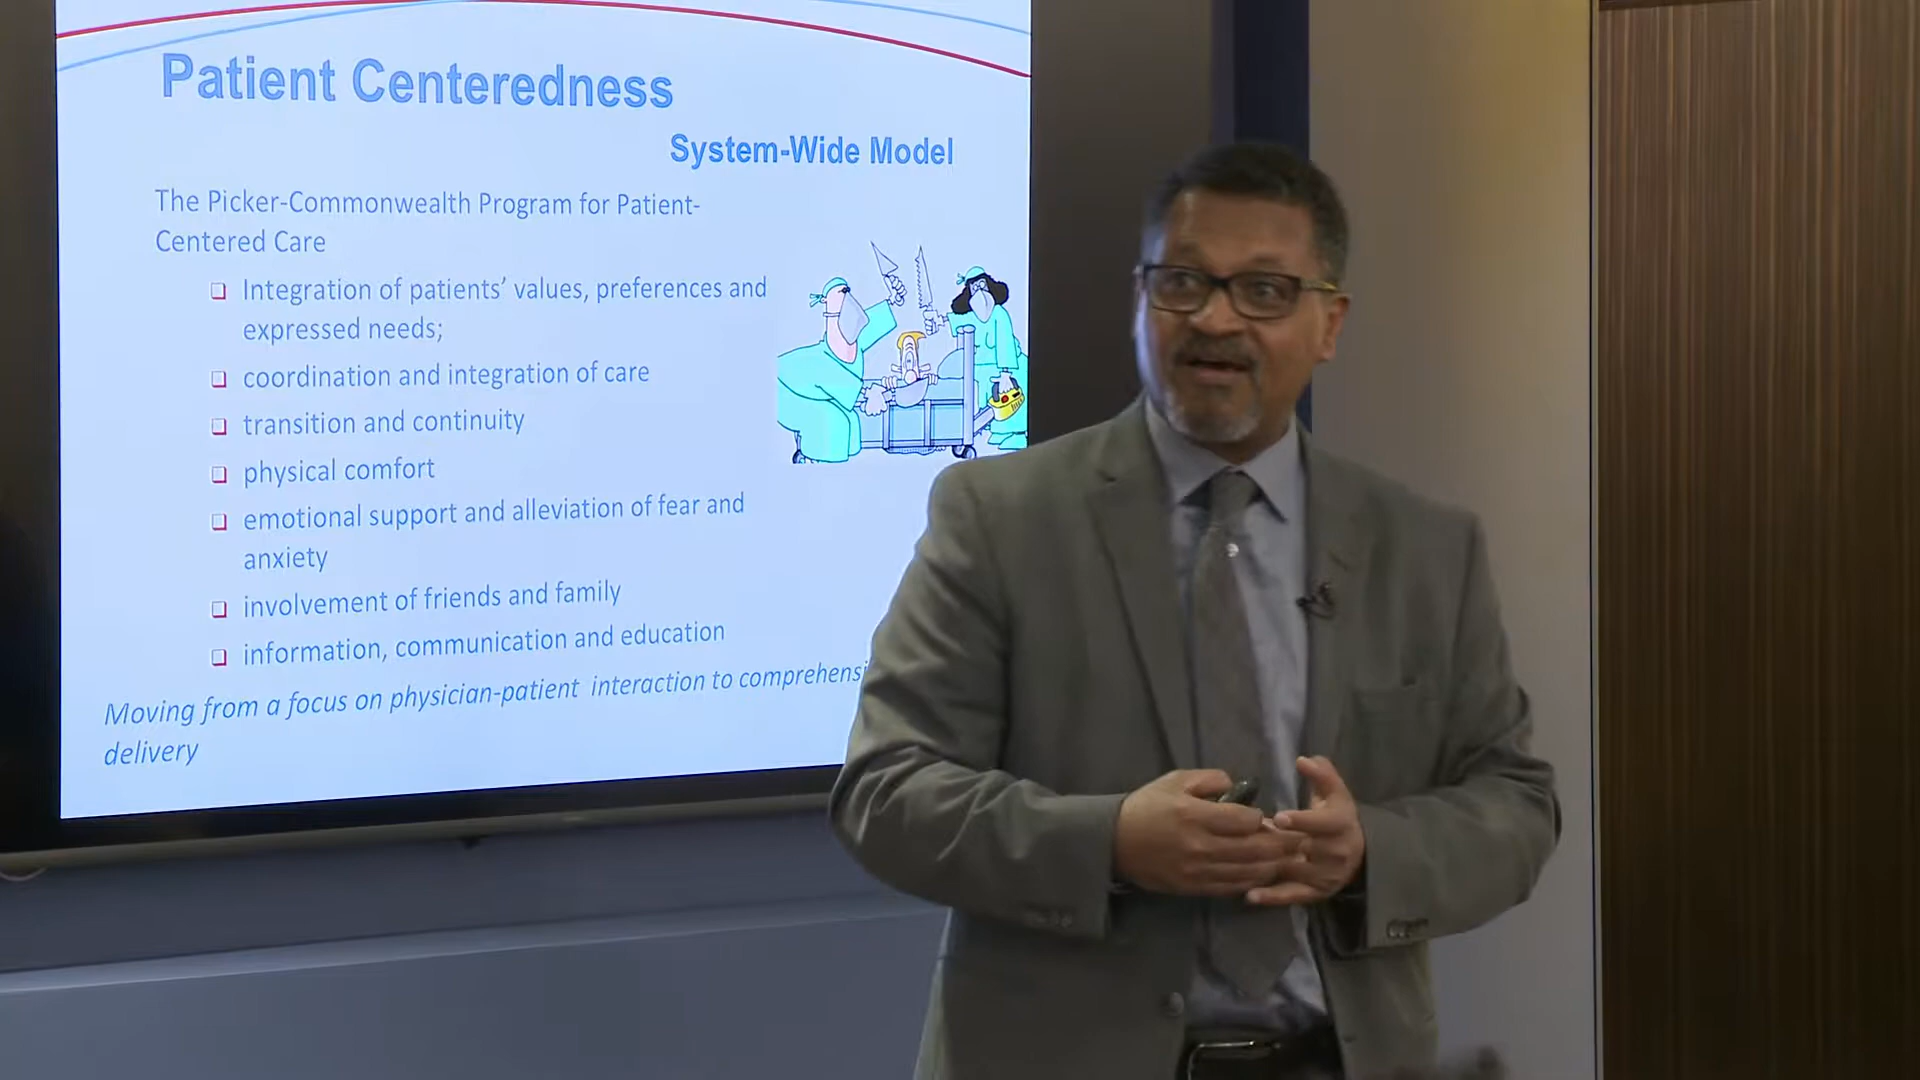 Patient Centeredness
System-Wide Model
The Picker-Commonwealth Program for Patient-
Centered Care
Integration of patients’ values, preferences and
expressed needs;
coordination and integration of care
transition and continuity
physical comfort
emotional support and alleviation of fear and
anxiety
involvement of friends and family
information, communication and education
Moving from a focus on physician-patient interaction to comprehensi
delivery